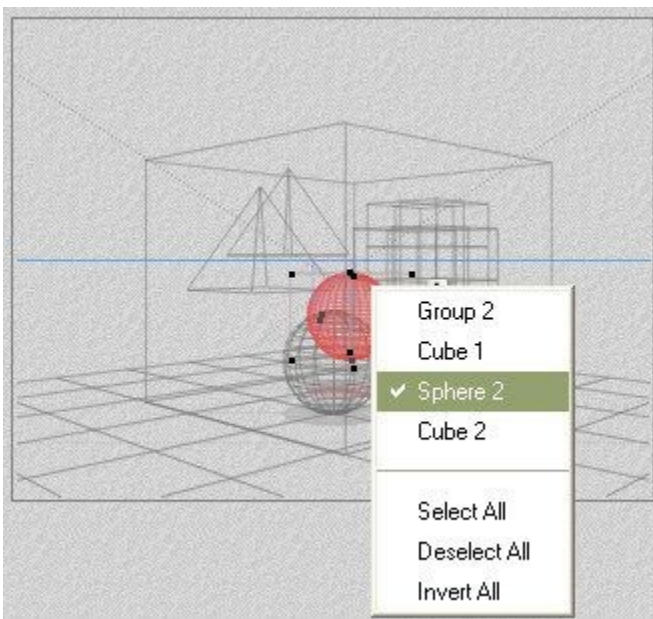 Group 2
Cube 1
Sphere 2
Cube 2
Select All
Deselect All
Invert All